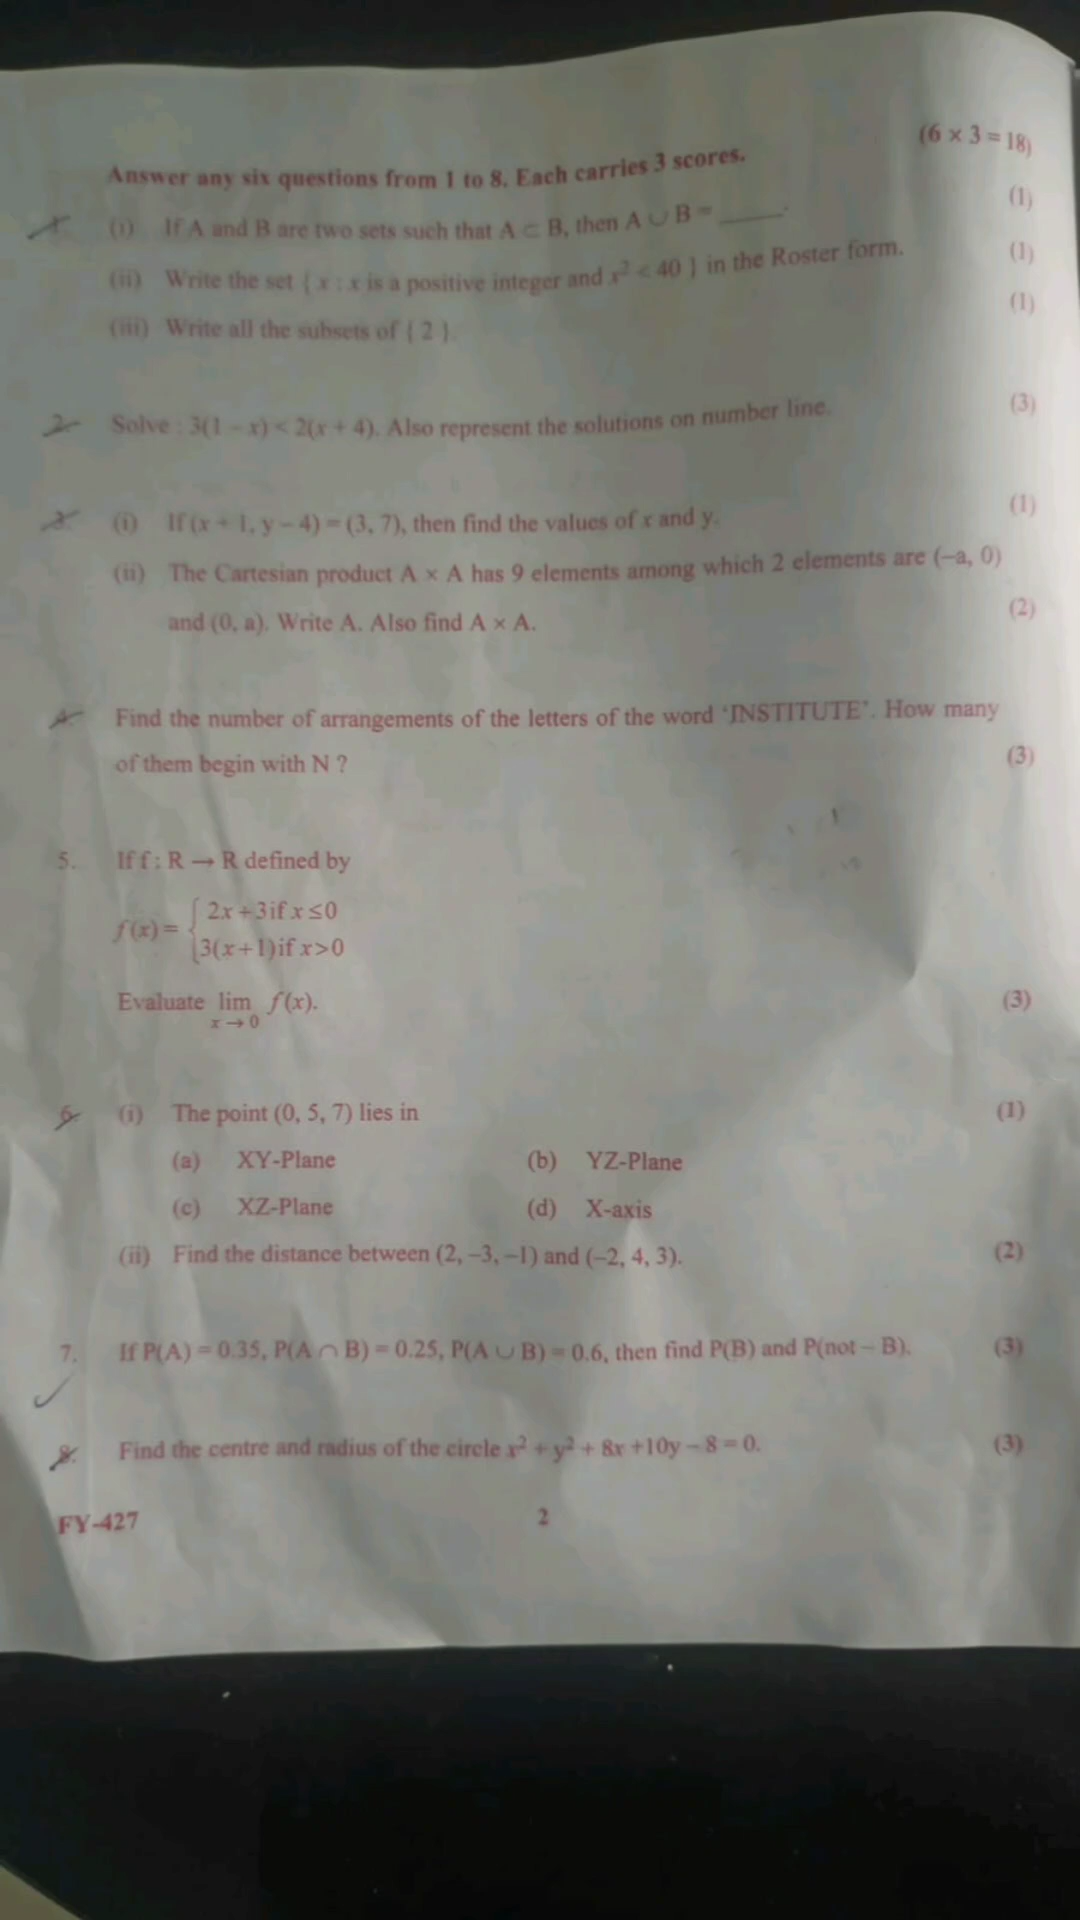 (6 × 3 = 18)
Answer any six questions from 1 to 8. Each carries 3 scores.
1. (i) If A and B are two sets such that A ⊂ B, then A ∪ B = _____. (1)
(ii) Write the set { x : x is a positive integer and x² < 40 } in the Roster form. (1)
(iii) Write all the subsets of { 2 }. (1)
2. Solve : 3(1 – x) < 2(x + 4). Also represent the solutions on number line. (3)
3. (i) If (x + 1, y – 4) = (3, 7), then find the values of x and y. (1)
(ii) The Cartesian product A × A has 9 elements among which 2 elements are (–a, 0)
and (0, a). Write A. Also find A × A. (2)
4. Find the number of arrangements of the letters of the word ‘INSTITUTE’. How many
of them begin with N ? (3)
5. If f : R → R defined by
f(x) = { 2x + 3 if x ≤ 0
3(x+1) if x > 0
Evaluate lim f(x). (3)
x → 0
6. (i) The point (0, 5, 7) lies in (1)
(a) XY-Plane (b) YZ-Plane
(c) XZ-Plane (d) X-axis
(ii) Find the distance between (2, –3, –1) and (–2, 4, 3). (2)
7. If P(A) = 0.35, P(A ∩ B) = 0.25, P(A ∪ B) = 0.6, then find P(B) and P(not – B). (3)
8. Find the centre and radius of the circle x² + y² + 8x +10y – 8 = 0. (3)
FY-427 2